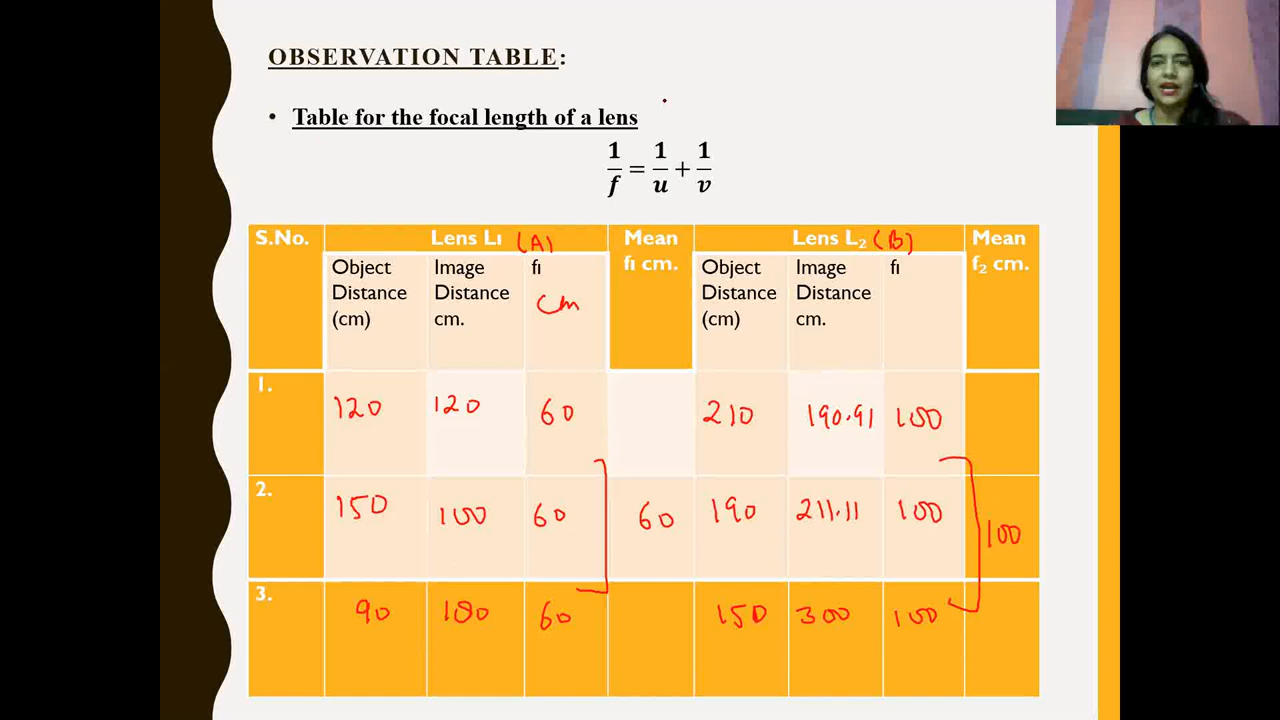 OBSERVATION TABLE:
• Table for the focal length of a lens
1/f = 1/u + 1/v
S.No. Lens L1 (A) Mean f1 cm. Lens L2 (B) Mean f2 cm.
Object Distance (cm) Image Distance cm. f1 cm Object Distance (cm) Image Distance cm. f1
1. 120 120 60 210 190.91 100
2. 150 100 60 60 190 211.11 100 100
3. 90 180 60 150 300 100